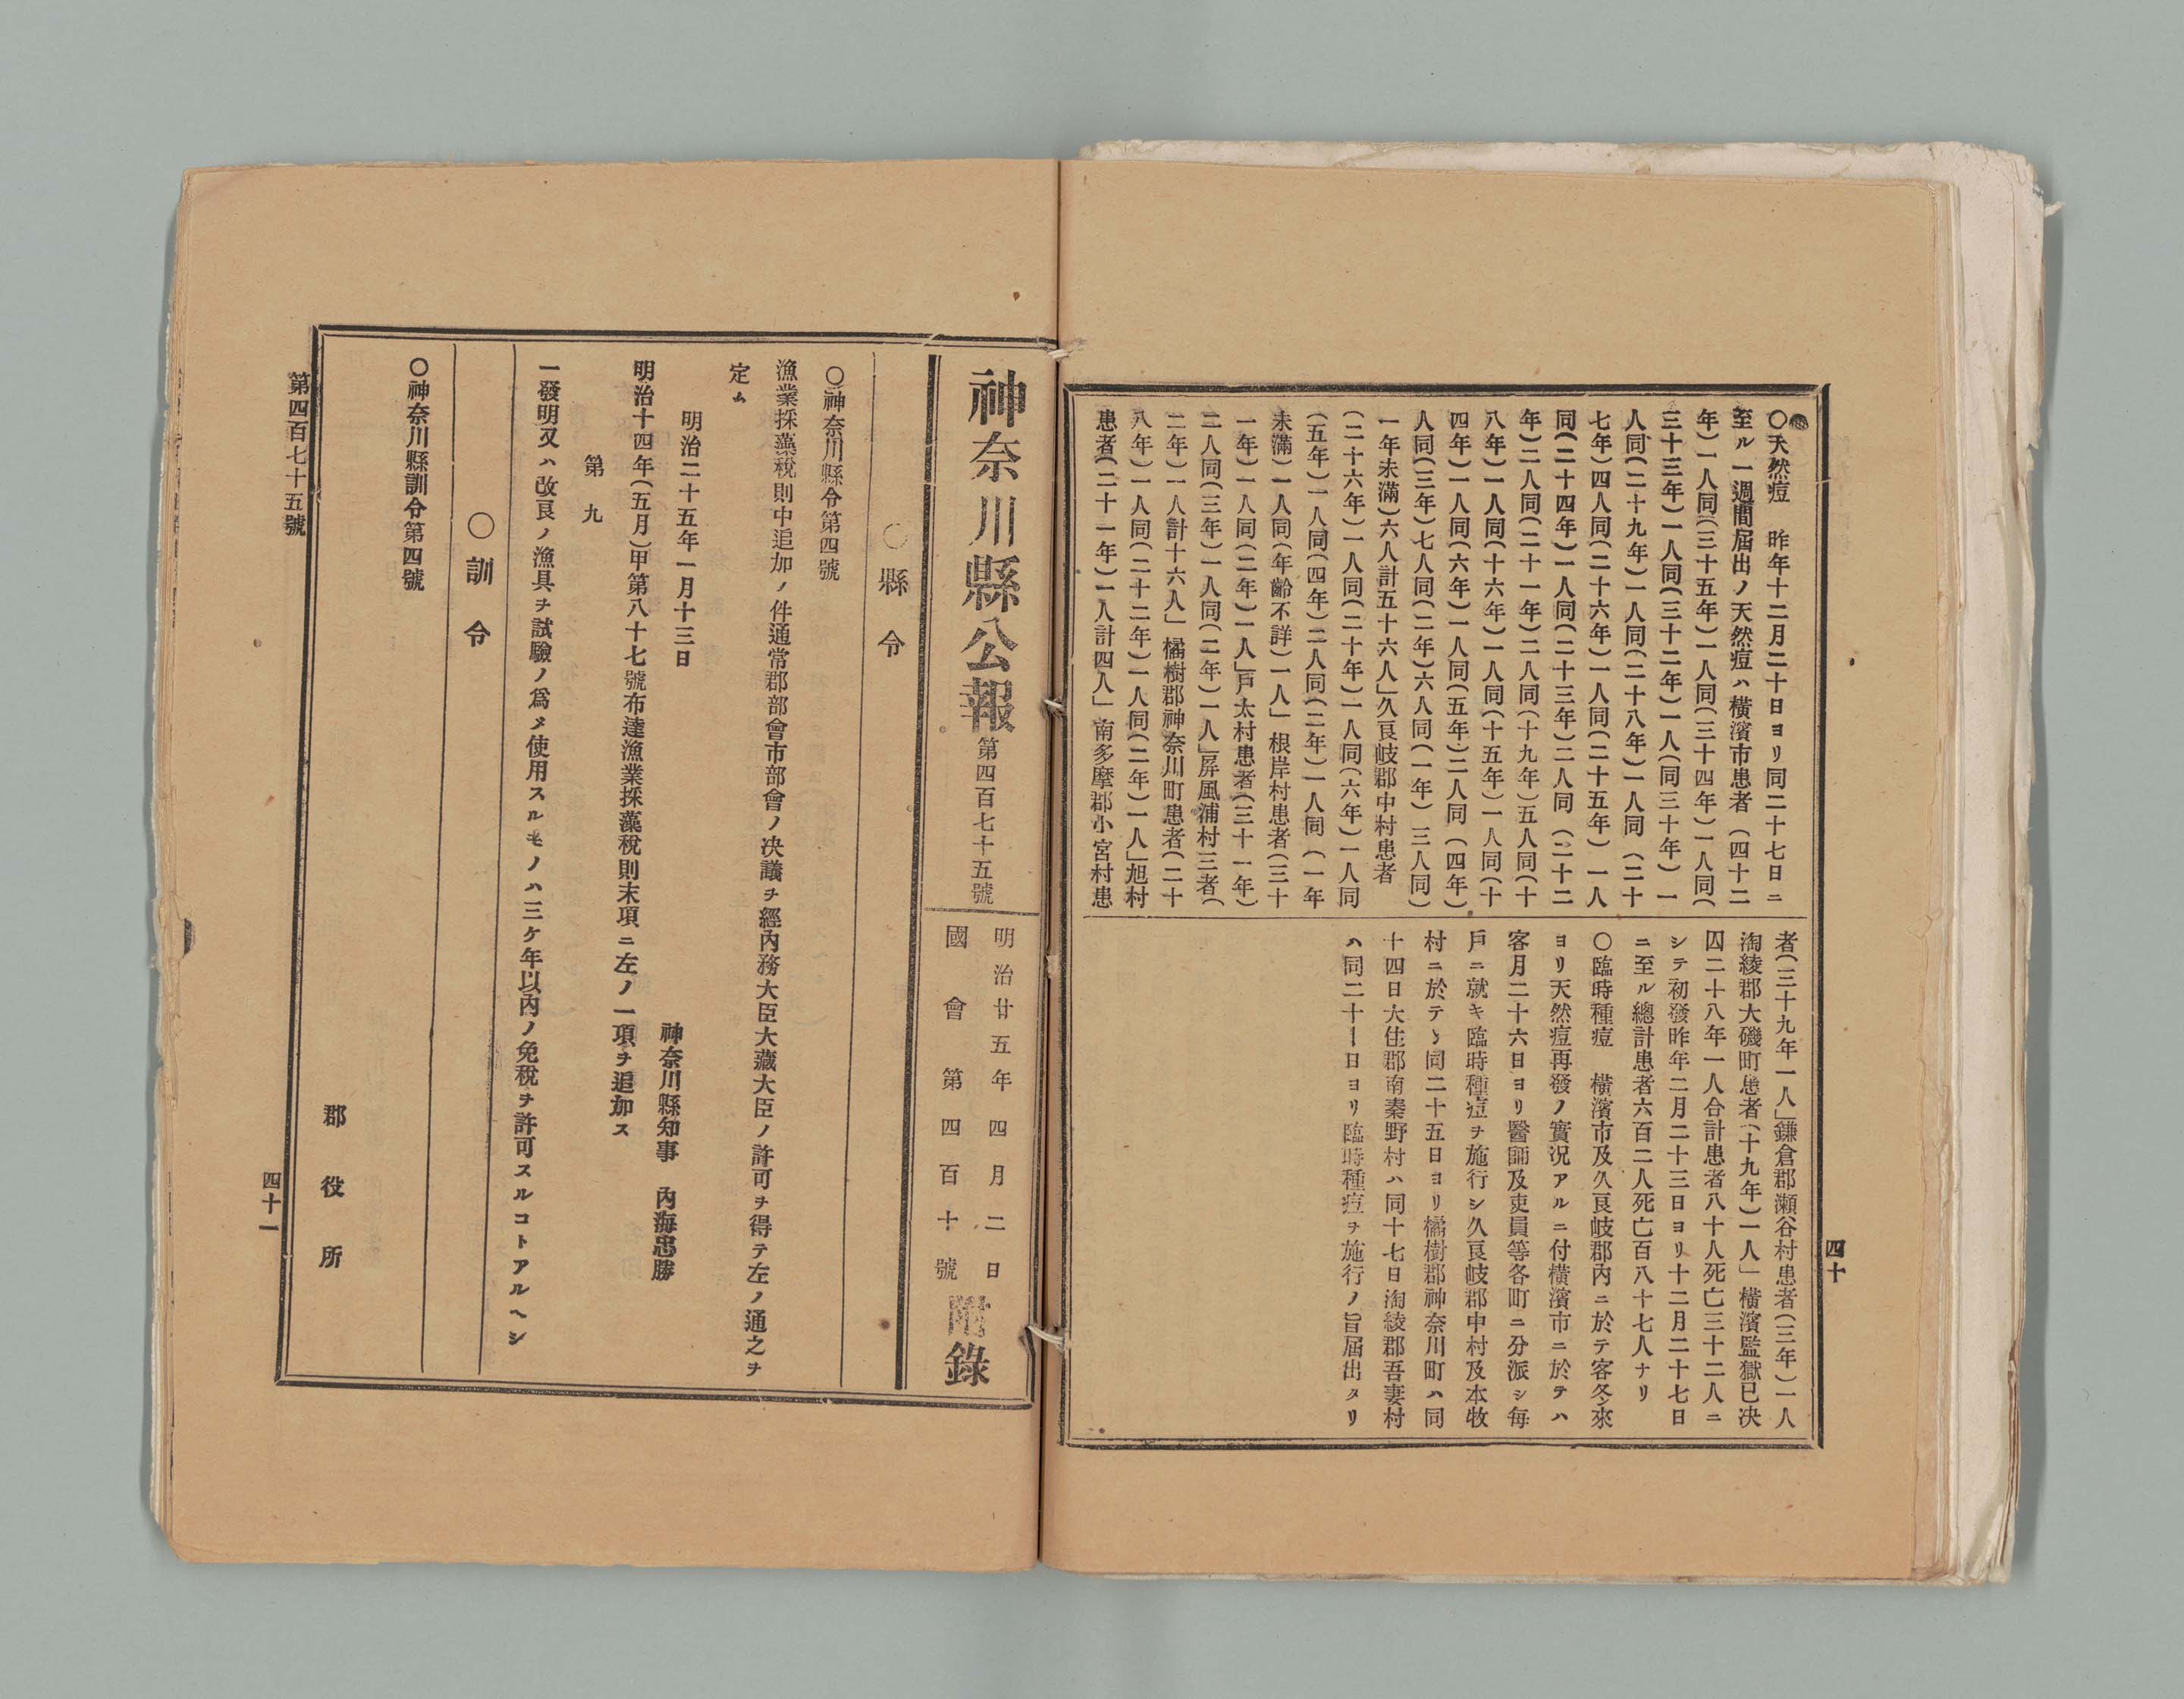 四十
〇天然痘　昨年十二月二十日ヨリ同二十七日ニ
至ル一週間屆出ノ天然痘ハ橫濱市患者（四十二
年）一人同（三十五年）一人同（三十四年）一人同（
三十三年）一人同（三十二年）一人（同三十年）一
人同（二十九年）一人同（二十八年）一人同（二十
七年）四人同（二十六年）一人同（二十五年）一人
同（二十四年）一人同（二十三年）二人同（二十二
年）二人同（二十一年）二人同（十九年）五人同（十
八年）一人同（十六年）一人同（十五年）一人同（十
四年）一人同（六年）一人同（五年）二人同（四年）
人同（三年）七人同（二年）六人同（一年）三人同）
一年未滿）六人計五十六人」久良岐郡中村患者
（二十六年）一人同（二十年）一人同（六年）一人同
（五年）一人同（四年）二人同（二年）一人同（一年
未滿）一人同（年齡不詳）一人」根岸村患者（三十
一年）一人同（二年）一人」戸太村患者（三十一年）
二人同（三年）一人同（二年）一人」屏風浦村三者（
二年）一人計十六人」橘樹郡神奈川町患者（二十
八年）一人同（二十二年）一人同（二年）一人」旭村
患者（二十一年）一人計四人」南多摩郡小宮村患
者（三十九年一人」鎌倉郡瀬谷村患者（三年）一人
淘綾郡大磯町患者（十九年）一人」橫濱監獄已决
囚二十八年一人合計患者八十人死亡三十二人ニ
シテ初發昨年二月二十三日ヨリ十二月二十七日
ニ至ル總計患者六百二人死亡百八十七人ナリ
〇臨時種痘　橫濱市及久良岐郡內ニ於テ客冬來
ヨリ天然痘再發ノ實況アルニ付橫濱市ニ於テハ
客月二十六日ヨリ醫師及吏員等各町ニ分派シ每
戸ニ就キ臨時種痘ヲ施行シ久良岐郡中村及本牧
村ニ於テヽ同二十五日ヨリ橘樹郡神奈川町ハ同
十四日大住郡南秦野村ハ同十七日淘綾郡吾妻村
ハ同二十一日ヨリ臨時種痘ヲ施行ノ旨屆出タリ
神奈川縣公報 第四百七十五號
明治廿五年四月二日
國會第四百十號
附錄
〇縣令
〇神奈川縣令第四號
漁業採藻稅則中追加ノ件通常郡部會市部會ノ决議ヲ經內務大臣大藏大臣ノ許可ヲ得テ左ノ通之ヲ
定ム
明治二十五年一月十三日
神奈川縣知事　內海忠勝
明治十四年（五月）甲第八十七號布達漁業採藻稅則末項ニ左ノ一項ヲ追加ス
第九
一發明又ハ改良ノ漁具ヲ試驗ノ爲メ使用スルモノハ三ケ年以內ノ免稅ヲ許可スルコトアルヘシ
〇訓令
〇神奈川縣訓令第四號
郡役所
第四百七十五號
四十一